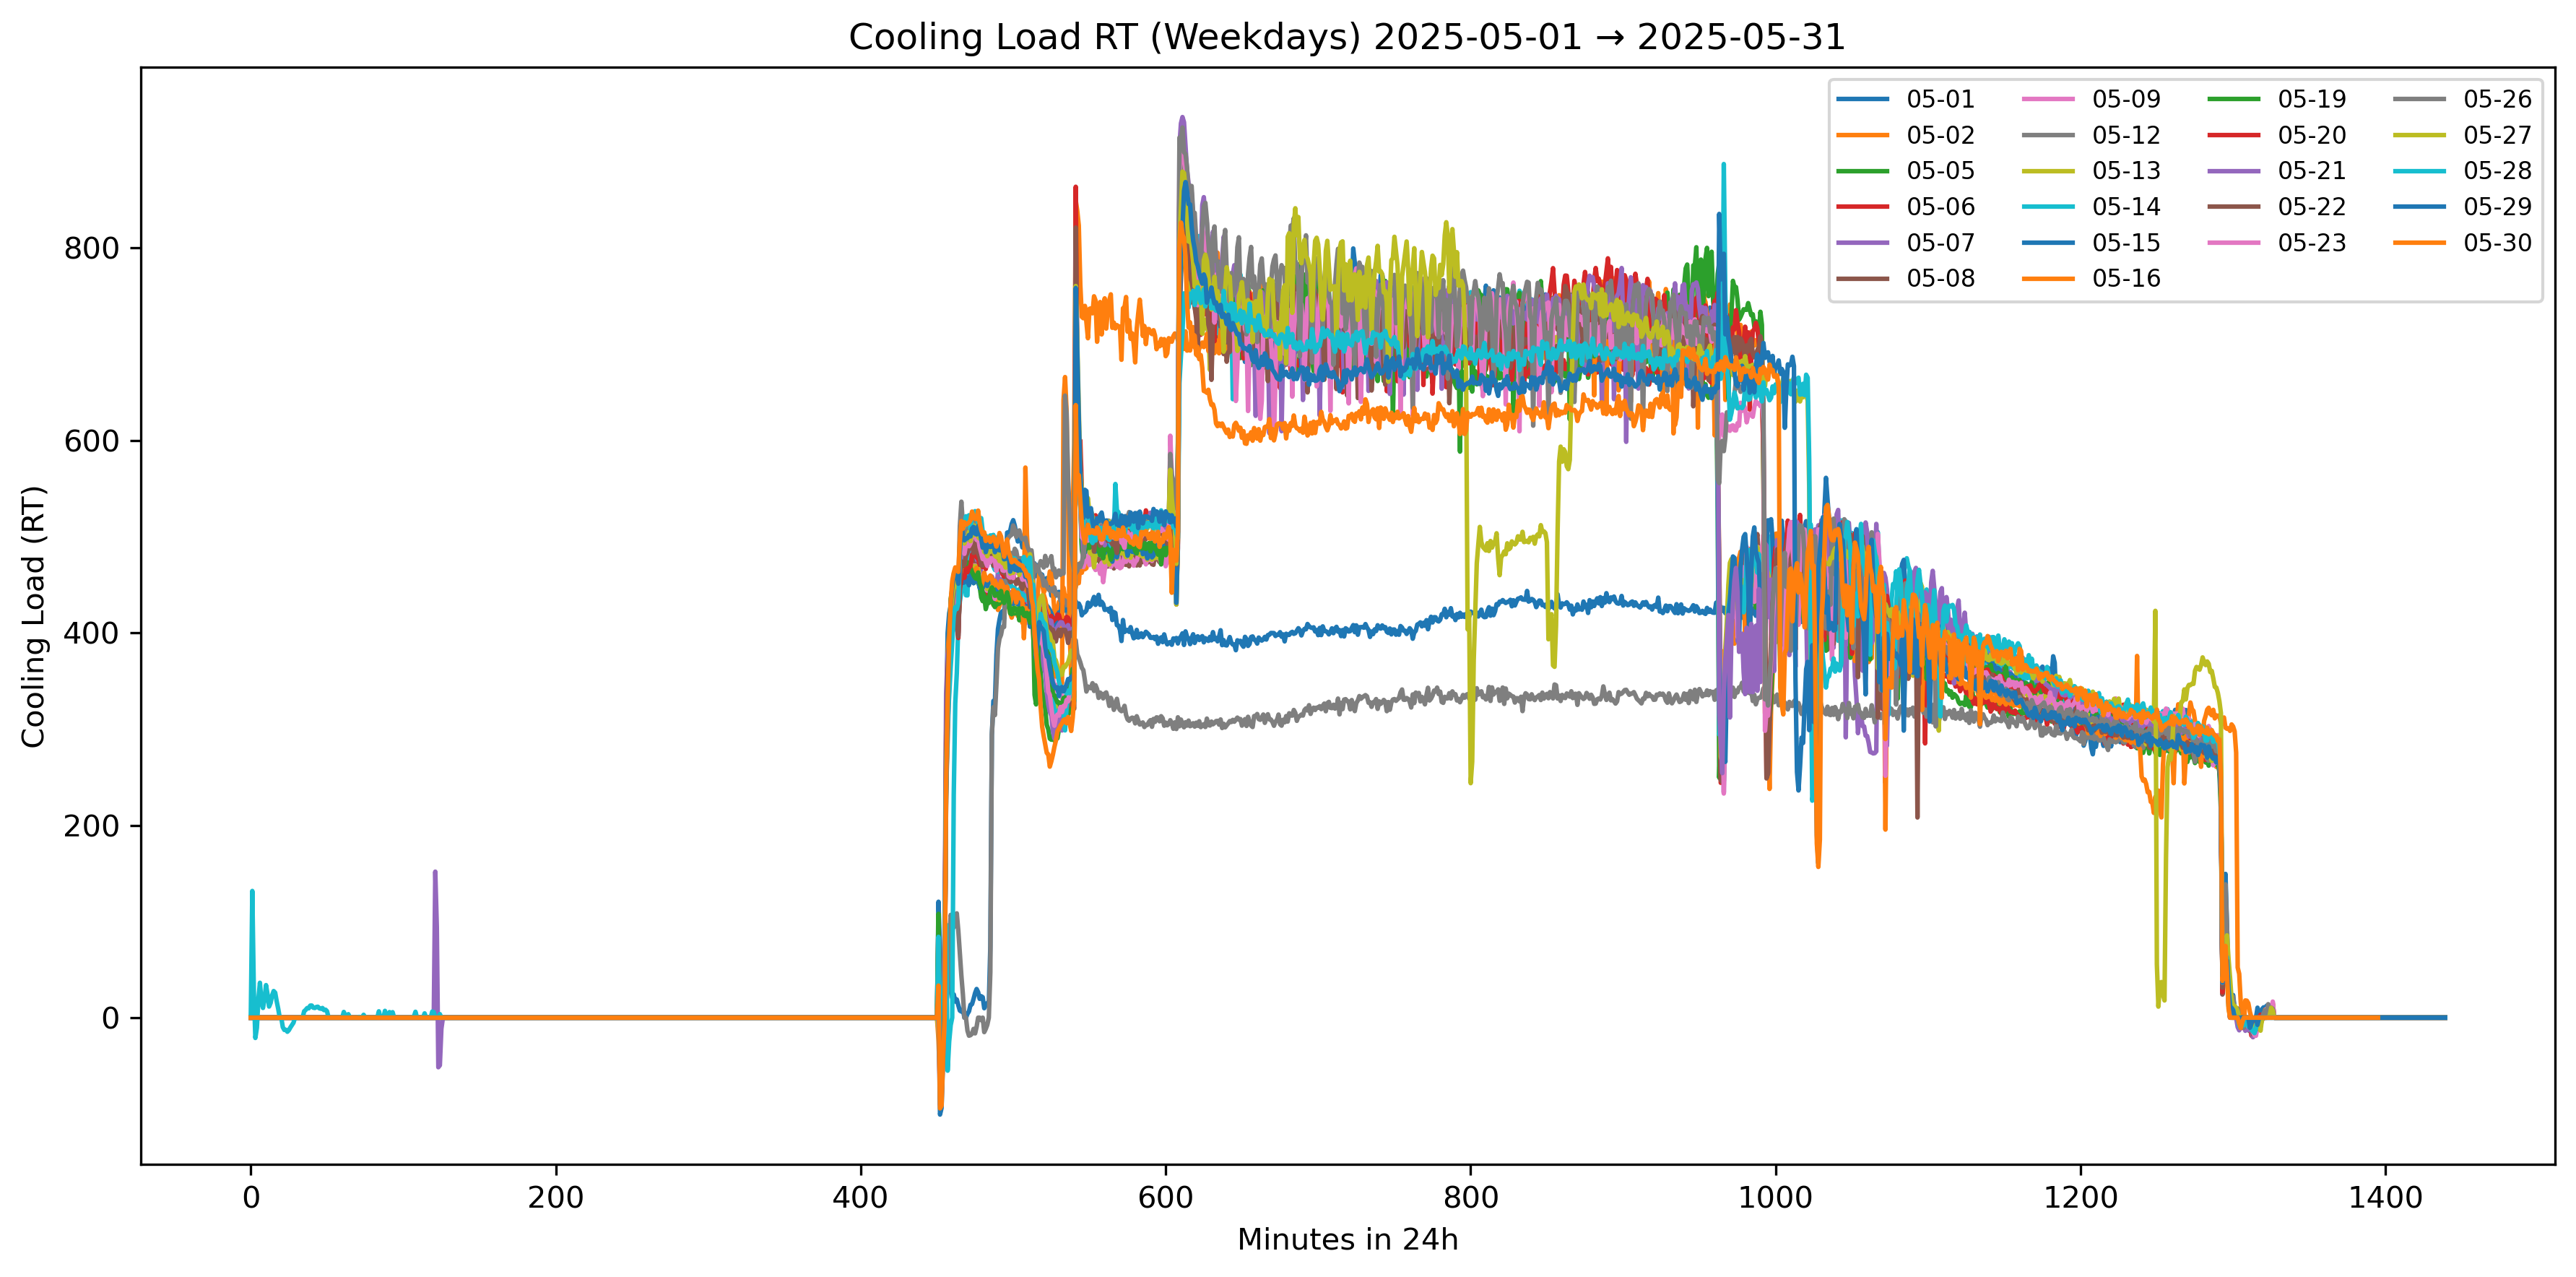 Cooling Load RT (Weekdays) 2025-05-01 → 2025-05-31
05-01 05-09 05-19 05-26
05-02 05-12 05-20 05-27
05-05 05-13 05-21 05-28
05-06 05-14 05-22 05-29
05-07 05-15 05-23 05-30
05-08 05-16
Cooling Load (RT)
800
600
400
200
0
0 200 400 600 800 1000 1200 1400
Minutes in 24h